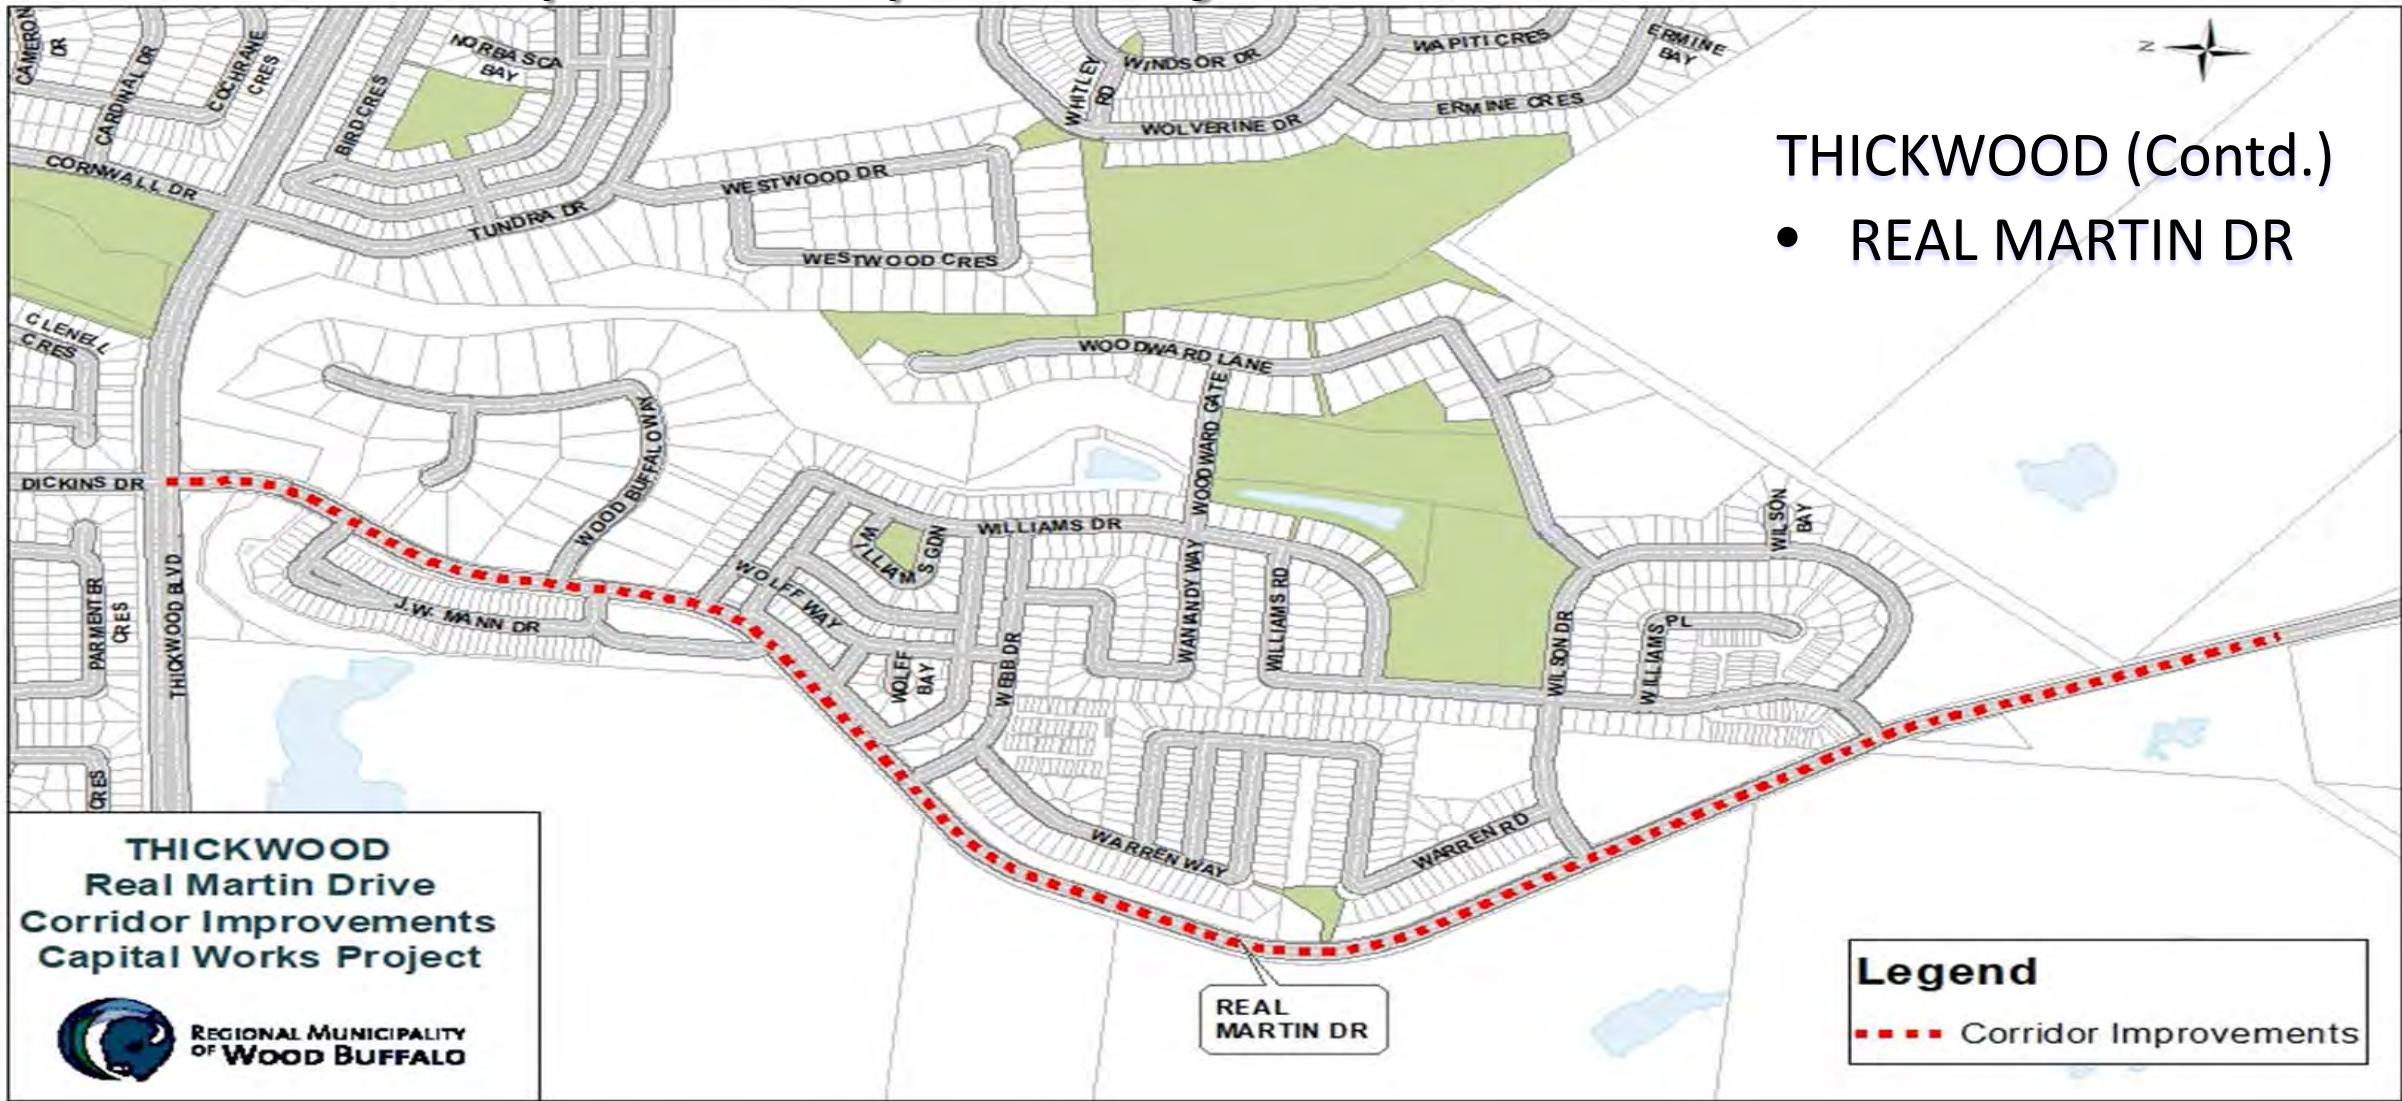 CAMERON
DR
CARDINAL DR
COCHRANE
CRES
BIRD CRES
NORBASCA
BAY
WHITLEY
RD
WINDSOR DR
WAPITI CRES
ERMINE
BAY
N
ERMINE CRES
WOLVERINE DR
CORNWALL DR
TUNDRA DR
WESTWOOD DR
WESTWOOD CRES
THICKWOOD (Contd.)
• REAL MARTIN DR
CLENELL
CRES
WOODWARD LANE
WOODWARD GATE
WOOD BUFFALO WAY
DICKINS DR
WILLIAMS DR
WILLIAMS GDN
WILSON
BAY
WOLFF WAY
J.W. MANN DR
PARMENTER
CRES
THICKWOOD BLVD
WOLFF
BAY
WEBB DR
WANIANDY WAY
WILLIAMS RD
WILSON DR
WILLIAMS PL
CRES
WARREN WAY
WARREN RD
THICKWOOD
Real Martin Drive
Corridor Improvements
Capital Works Project
REGIONAL MUNICIPALITY
OF WOOD BUFFALO
REAL
MARTIN DR
Legend
Corridor Improvements